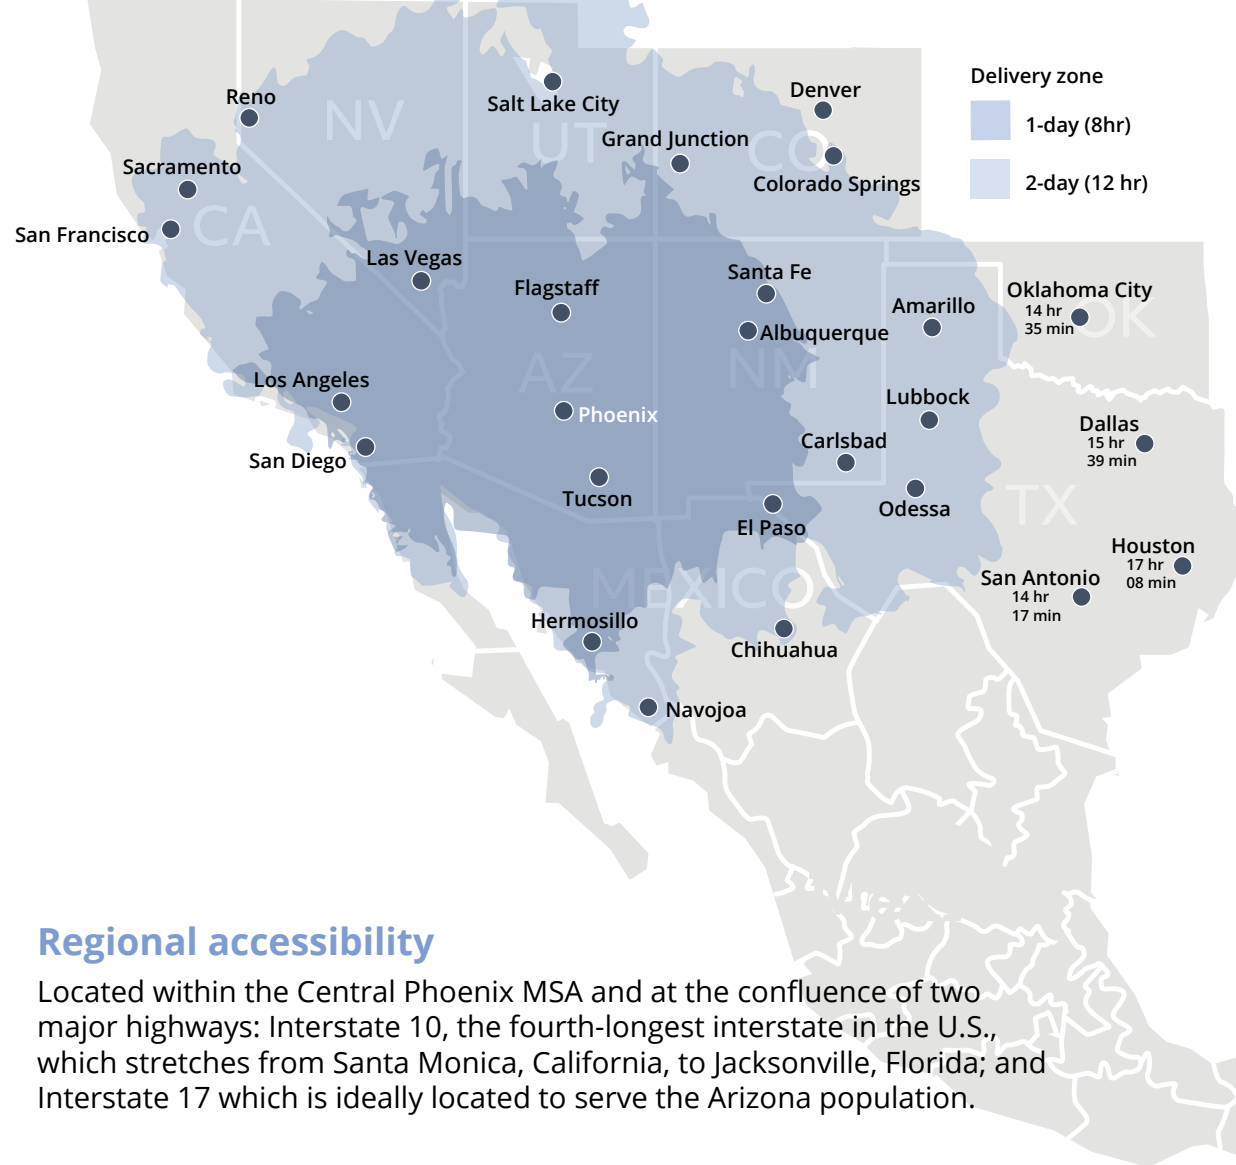 Delivery zone
1-day (8hr)
2-day (12 hr)
Reno
NV
Salt Lake City
UT
Grand Junction
Denver
CO
Colorado Springs
Sacramento
San Francisco
CA
Las Vegas
Flagstaff
Santa Fe
Albuquerque
Amarillo
Oklahoma City
14 hr
35 min
OK
AZ
NM
Los Angeles
Phoenix
Lubbock
Carlsbad
Dallas
15 hr
39 min
San Diego
Tucson
El Paso
Odessa
TX
Houston
17 hr
08 min
San Antonio
14 hr
17 min
MEXICO
Hermosillo
Chihuahua
Navojoa
Regional accessibility
Located within the Central Phoenix MSA and at the confluence of two
major highways: Interstate 10, the fourth-longest interstate in the U.S.,
which stretches from Santa Monica, California, to Jacksonville, Florida; and
Interstate 17 which is ideally located to serve the Arizona population.